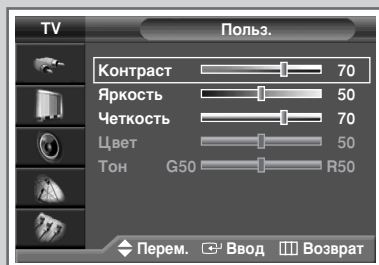 TV Польз.
Контраст 70
Яркость 50
Четкость 70
Цвет 50
Тон G50 R50
Перем. Ввод Возврат